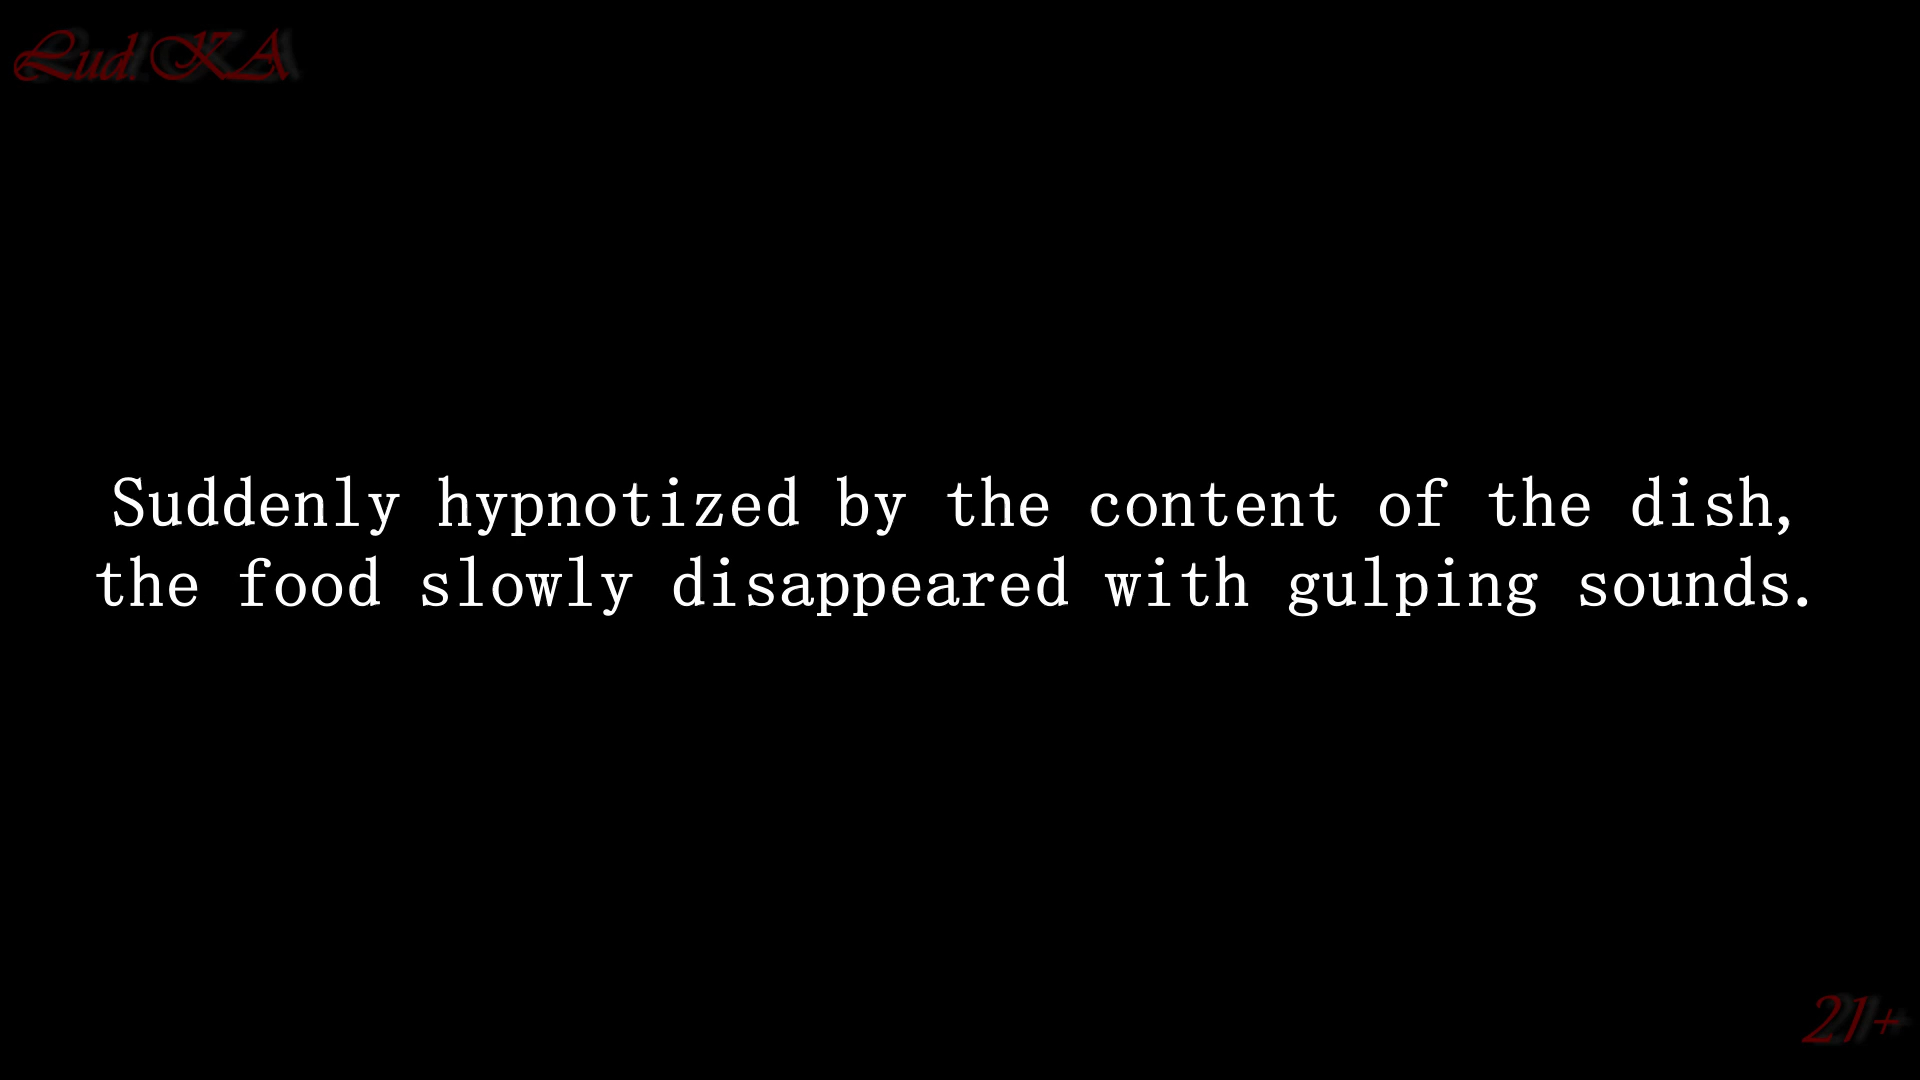 Lud.KA
Suddenly hypnotized by the content of the dish,
the food slowly disappeared with gulping sounds.
21+